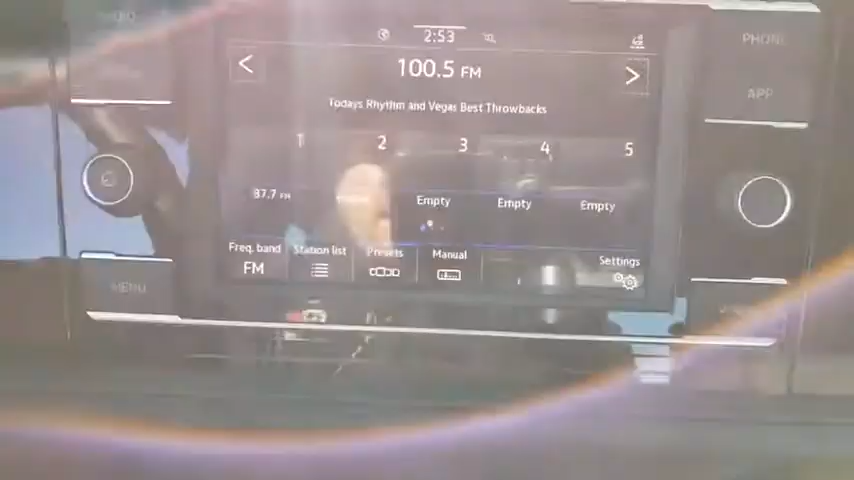 RADIO
2:53
PHONE
100.5 FM
APP
Todays Rhythm and Vegas Best Throwbacks
1 2 3 4 5
87.7 FM Empty Empty Empty
Freq. band Station list Presets Manual Settings
FM
MENU